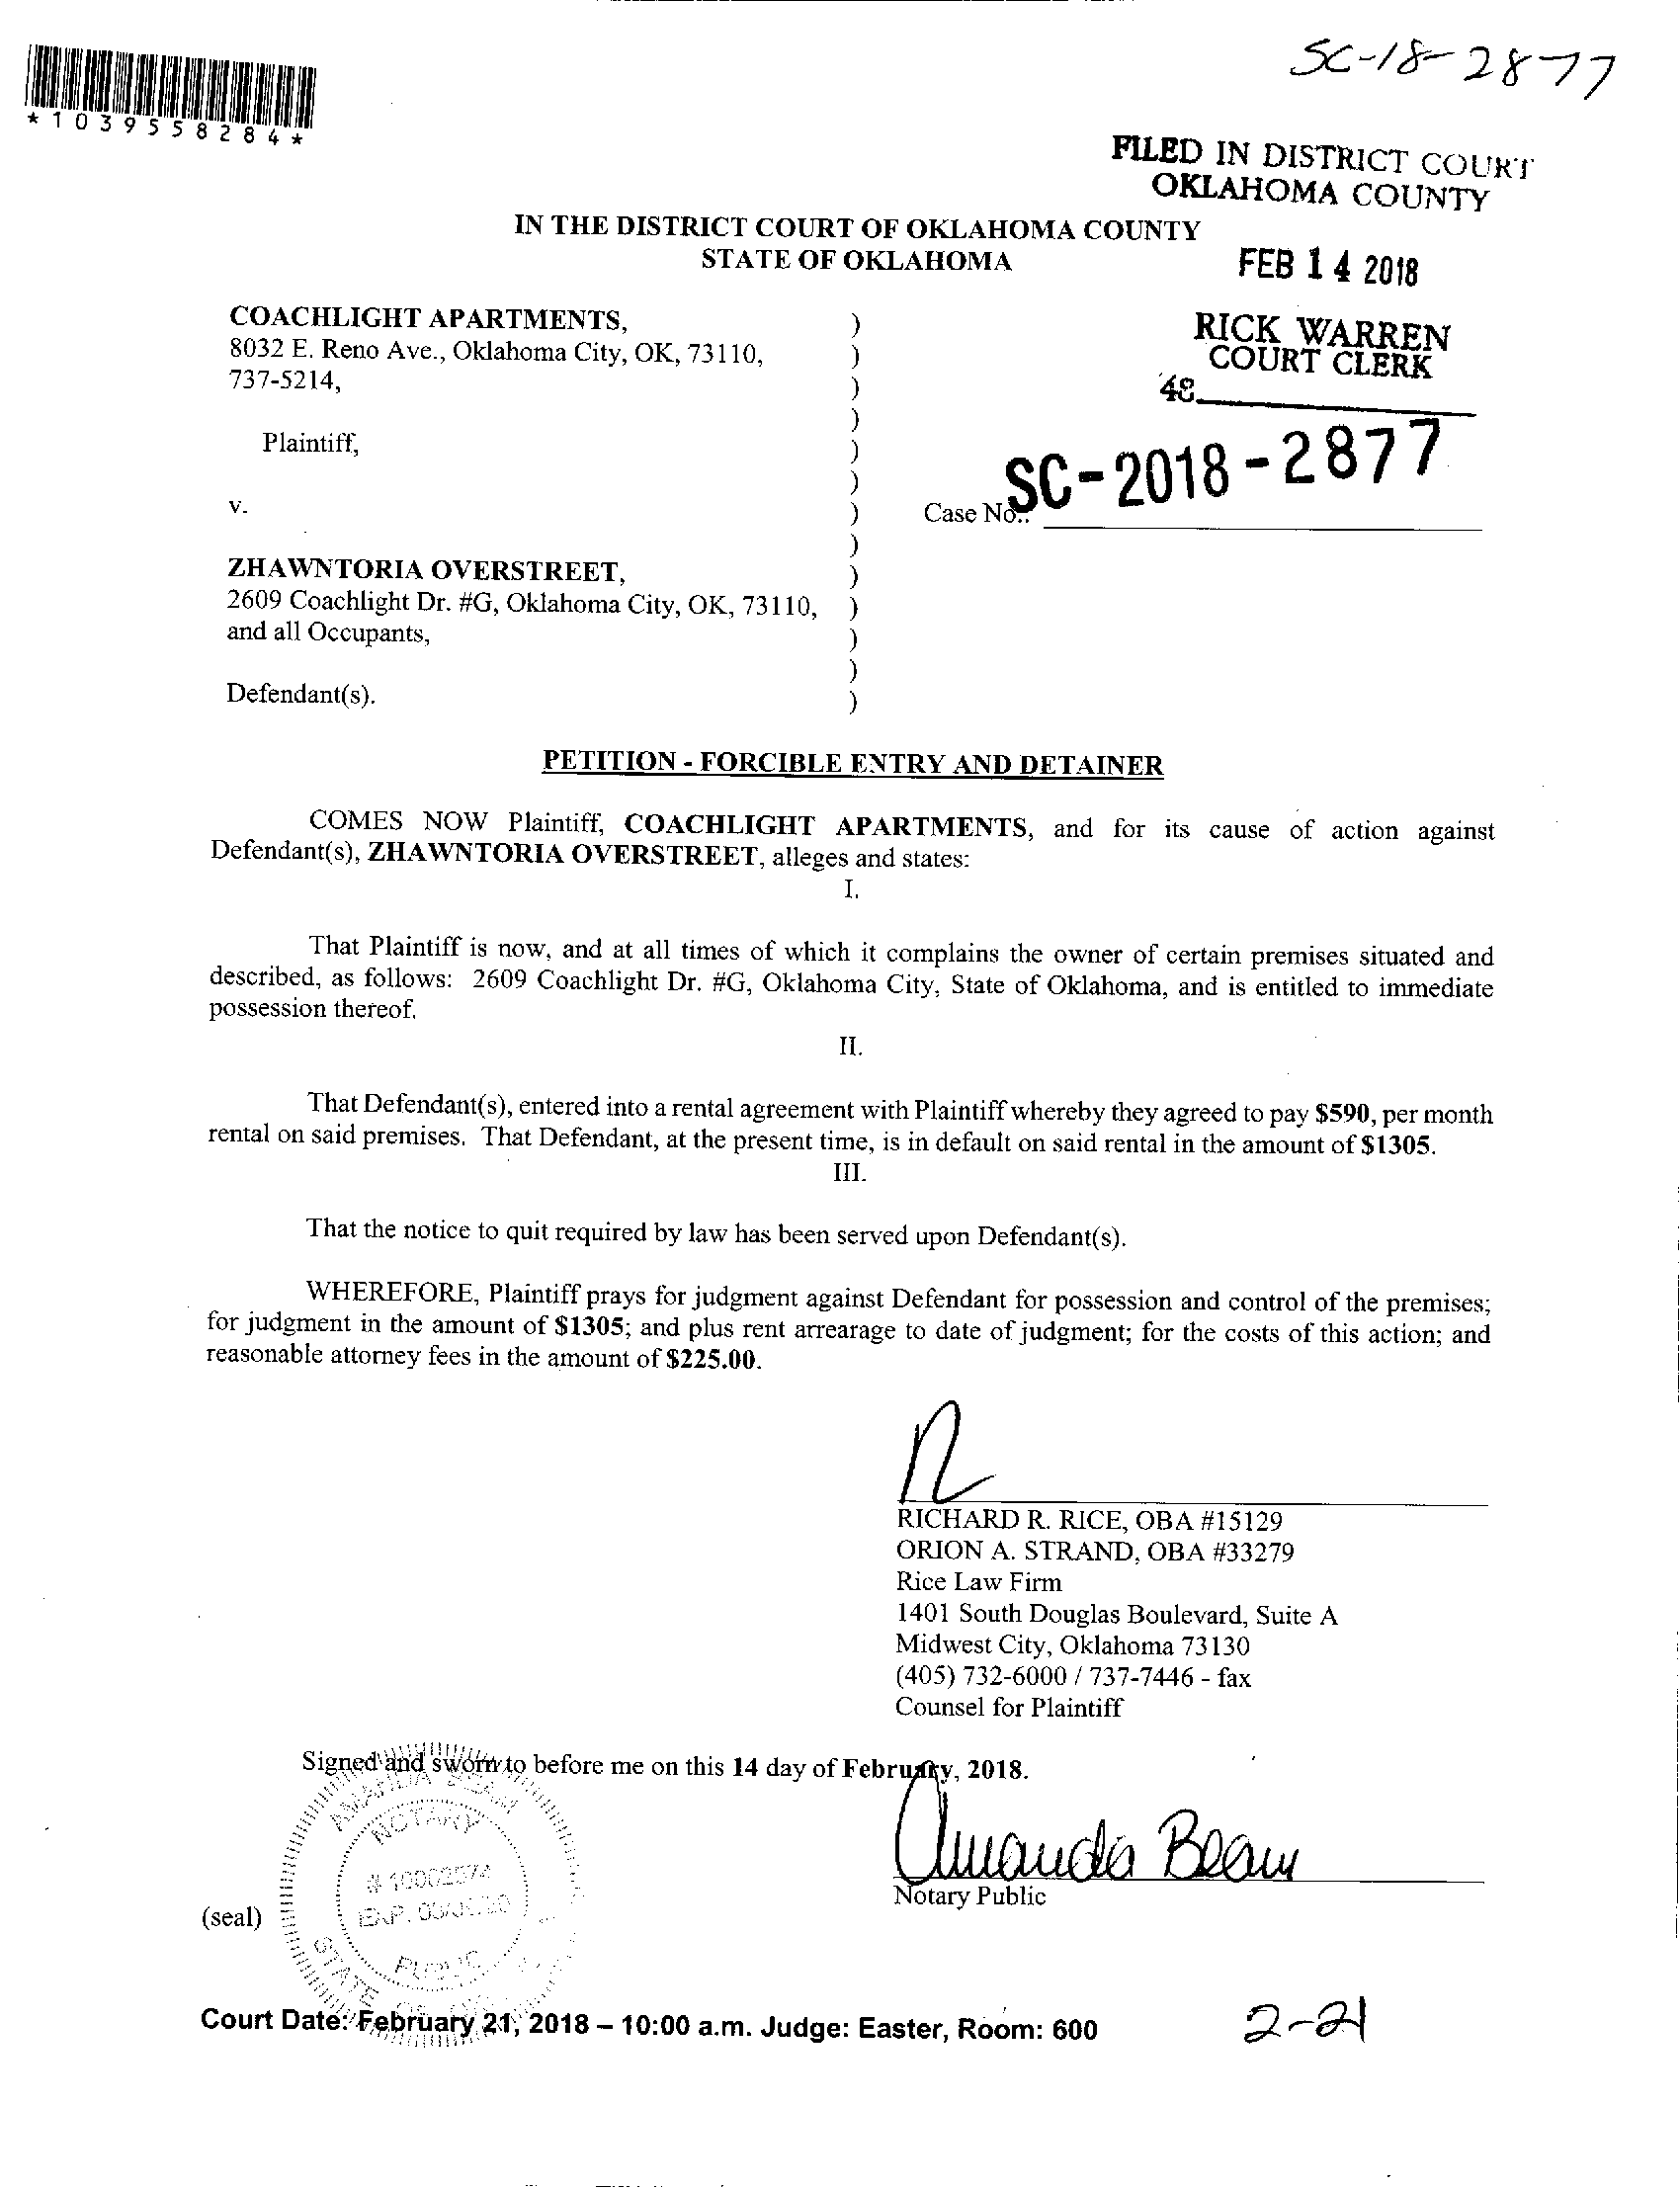 SC-18-2877
*1039558284*
FILED IN DISTRICT COURT
OKLAHOMA COUNTY
IN THE DISTRICT COURT OF OKLAHOMA COUNTY
STATE OF OKLAHOMA
FEB 14 2018
COACHLIGHT APARTMENTS, )
8032 E. Reno Ave., Oklahoma City, OK, 73110, )
737-5214, )
RICK WARREN
COURT CLERK
48
)
Plaintiff, )
)
v. ) Case No.: SC-2018-2877
)
ZHAWNTORIA OVERSTREET, )
2609 Coachlight Dr. #G, Oklahoma City, OK, 73110, )
and all Occupants, )
)
Defendant(s). )
PETITION - FORCIBLE ENTRY AND DETAINER
COMES NOW Plaintiff, COACHLIGHT APARTMENTS, and for its cause of action against
Defendant(s), ZHAWNTORIA OVERSTREET, alleges and states:
I.
That Plaintiff is now, and at all times of which it complains the owner of certain premises situated and
described, as follows: 2609 Coachlight Dr. #G, Oklahoma City, State of Oklahoma, and is entitled to immediate
possession thereof.
II.
That Defendant(s), entered into a rental agreement with Plaintiff whereby they agreed to pay $590, per month
rental on said premises. That Defendant, at the present time, is in default on said rental in the amount of $1305.
III.
That the notice to quit required by law has been served upon Defendant(s).
WHEREFORE, Plaintiff prays for judgment against Defendant for possession and control of the premises;
for judgment in the amount of $1305; and plus rent arrearage to date of judgment; for the costs of this action; and
reasonable attorney fees in the amount of $225.00.
RICHARD R. RICE, OBA #15129
ORION A. STRAND, OBA #33279
Rice Law Firm
1401 South Douglas Boulevard, Suite A
Midwest City, Oklahoma 73130
(405) 732-6000 / 737-7446 - fax
Counsel for Plaintiff
Signed and sworn to before me on this 14 day of February, 2018.
AMANDA BEAM
NOTARY
# 10002574
EXP.
PUBLIC
STATE OF
Amanda Beam
Notary Public
(seal)
Court Date: February 21, 2018 – 10:00 a.m. Judge: Easter, Room: 600
2-21